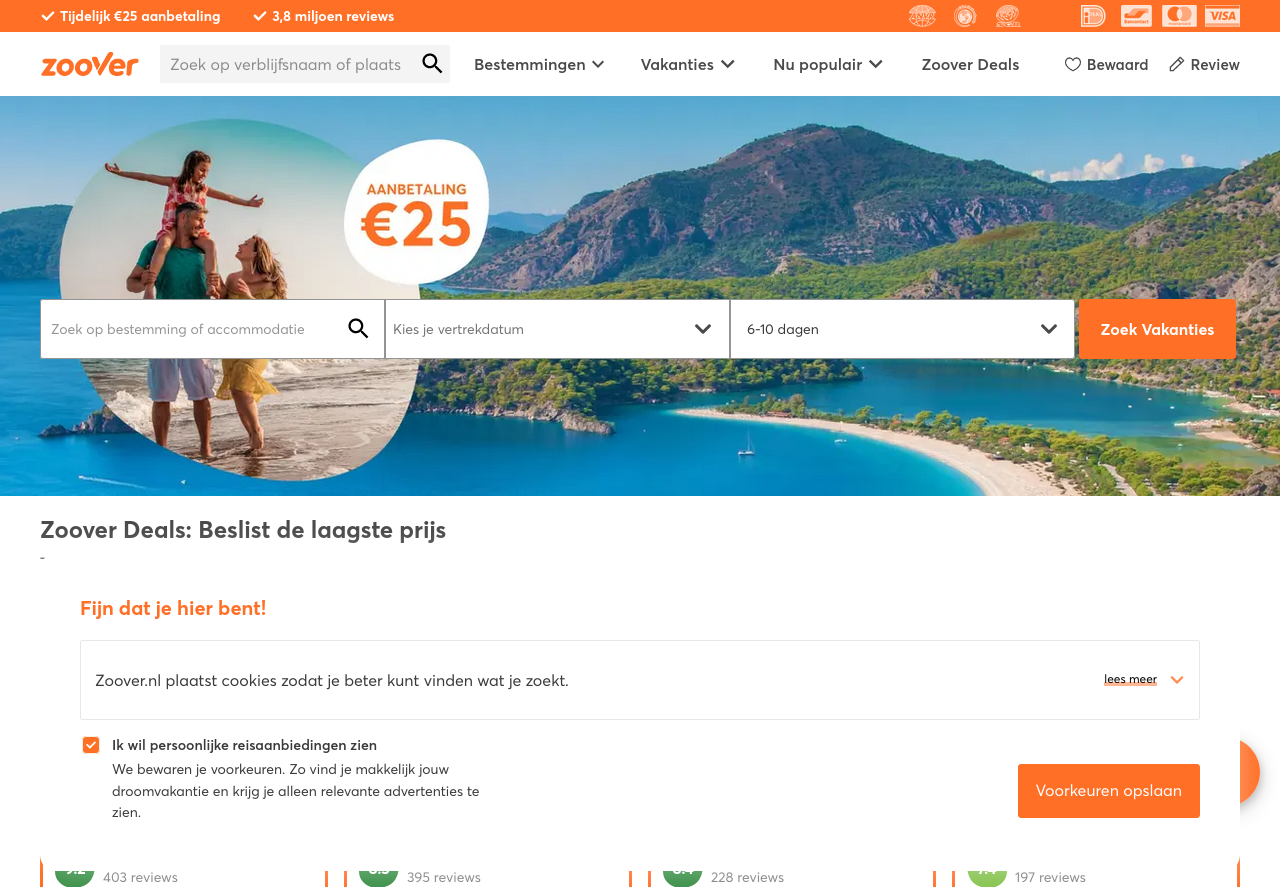 Tijdelijk €25 aanbetaling
3,8 miljoen reviews
zoover
Zoek op verblijfsnaam of plaats
Bestemmingen
Vakanties
Nu populair
Zoover Deals
Bewaard
Review
AANBETALING
€25
Zoek op bestemming of accommodatie
Kies je vertrekdatum
6-10 dagen
Zoek Vakanties
Zoover Deals: Beslist de laagste prijs
-
Fijn dat je hier bent!
Zoover.nl plaatst cookies zodat je beter kunt vinden wat je zoekt.
lees meer
Ik wil persoonlijke reisaanbiedingen zien
We bewaren je voorkeuren. Zo vind je makkelijk jouw
droomvakantie en krijg je alleen relevante advertenties te
zien.
Voorkeuren opslaan
403 reviews
395 reviews
228 reviews
197 reviews